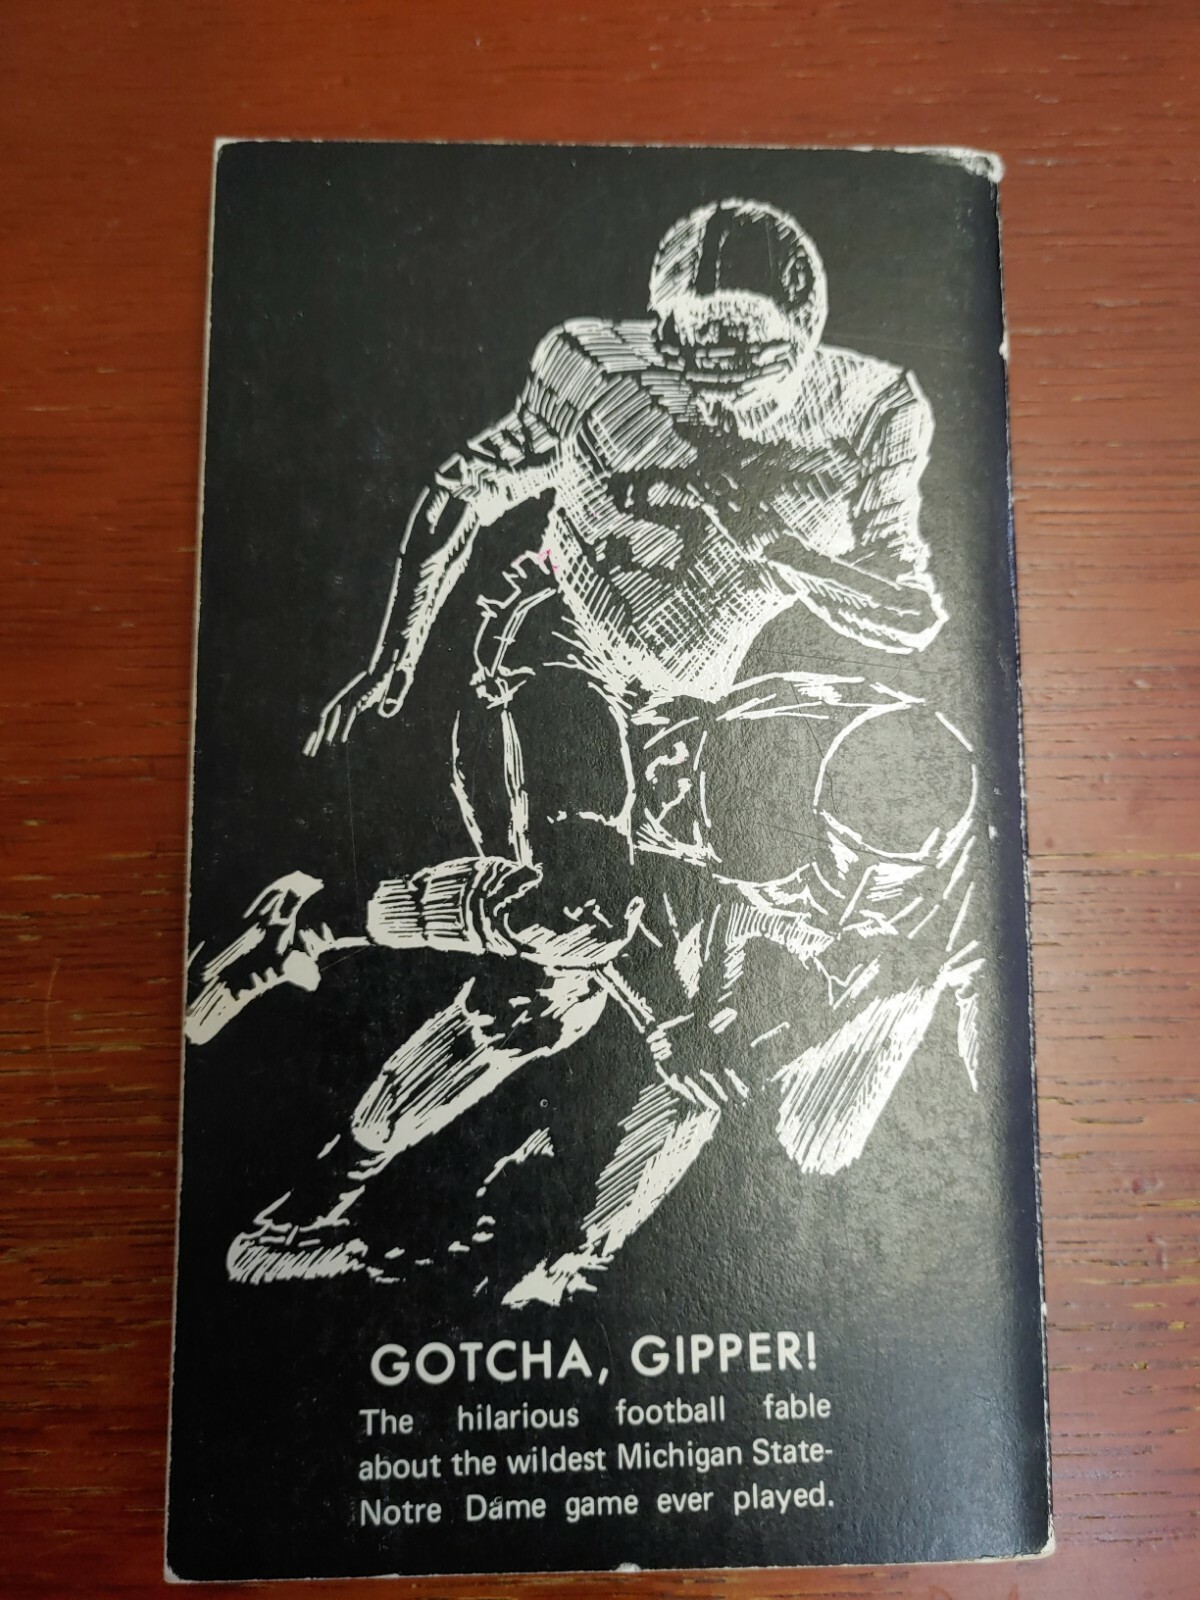 GOTCHA, GIPPER!
The hilarious football fable
about the wildest Michigan State-
Notre Dame game ever played.